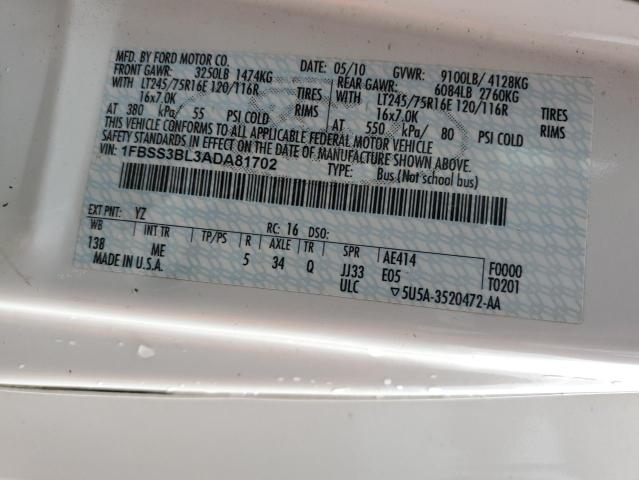 MFD. BY FORD MOTOR CO.
DATE: 05/10 GVWR: 9100LB/ 4128KG
FRONT GAWR: 3250LB 1474KG REAR GAWR: 6084LB 2760KG
WITH LT245/75R16E 120/116R TIRES WITH LT245/75R16E 120/116R TIRES
16x7.0K RIMS 16x7.0K RIMS
AT 380 kPa/ 55 PSI COLD AT 550 kPa/ 80 PSI COLD
THIS VEHICLE CONFORMS TO ALL APPLICABLE FEDERAL MOTOR VEHICLE
SAFETY STANDARDS IN EFFECT ON THE DATE OF MANUFACTURE SHOWN ABOVE.
VIN: 1FBSS3BL3ADA81702 TYPE: Bus (Not school bus)
EXT PNT: YZ RC: 16 DSO:
WB INT TR TP/PS R AXLE TR SPR AE414 F0000
138 ME 5 34 Q JJ33 E05 T0201
MADE IN U.S.A. ULC ▽5U5A-3520472-AA